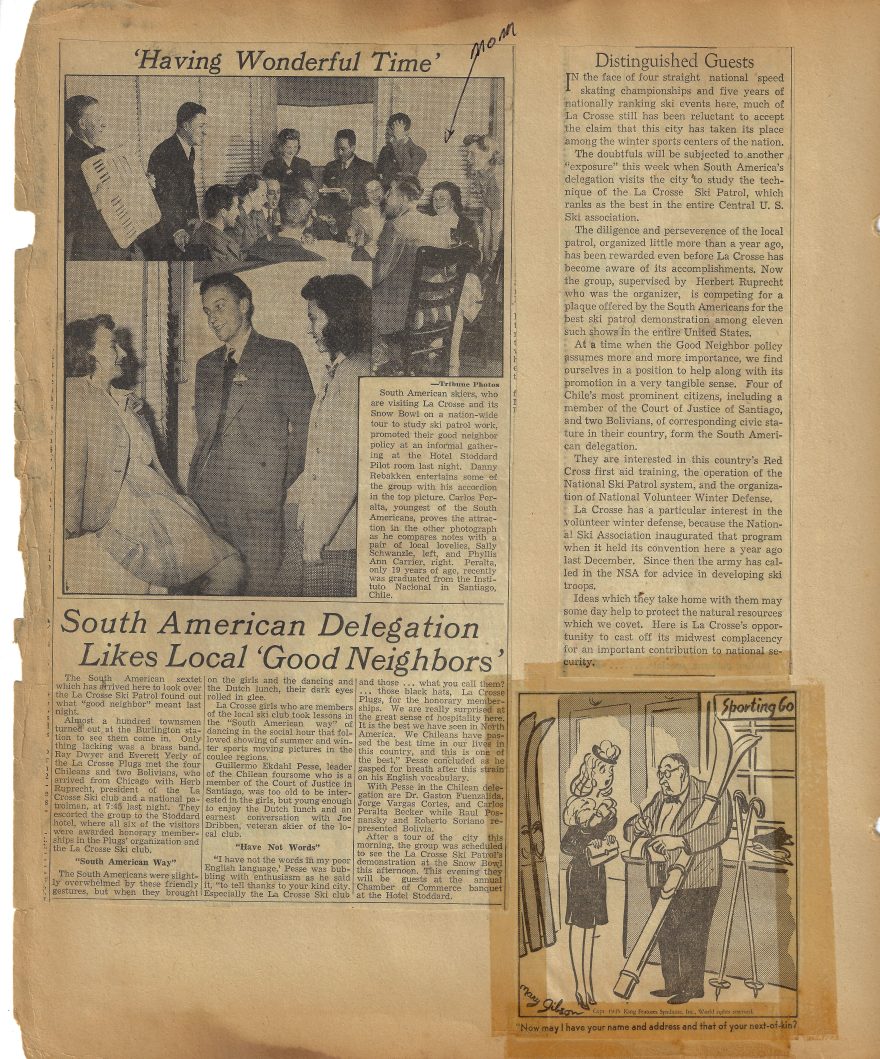 Mom
'Having Wonderful Time'
—Tribune Photos
South American skiers, who
are visiting La Crosse and its
Snow Bowl on a nation-wide
tour to study ski patrol work,
promoted their good neighbor
policy at an informal gather-
ing at the Hotel Stoddard
Pilot room last night. Danny
Rebakken entertains some of
the group with his accordion
in the top picture. Carlos Per-
alta, youngest of the South
Americans, proves the attrac-
tion in the other photograph
as he compares notes with a
pair of local lovelies, Sally
Schwanzle, left, and Phyllis
Ann Carrier, right. Peralta,
only 19 years of age, recently
was graduated from the Insti-
tuto Nacional in Santiago,
Chile.
South American Delegation
Likes Local 'Good Neighbors'
The South American sextet
which has arrived here to look over
the La Crosse Ski Patrol found out
what "good neighbor" meant last
night.
Almost a hundred townsmen
turned out at the Burlington sta-
tion to see them come in. Only
thing lacking was a brass band.
Ray Dwyer and Everett Yerly of
the La Crosse Plugs met the four
Chileans and two Bolivians, who
arrived from Chicago with Herb
Ruprecht, president of the La
Crosse Ski club and a national pa-
trolman, at 7:45 last night. They
escorted the group to the Stoddard
hotel, where all six of the visitors
were awarded honorary member-
ships in the Plugs' organization and
the La Crosse Ski club.
"South American Way"
The South Americans were slight-
ly overwhelmed by these friendly
gestures, but when they brought
on the girls and the dancing and
the Dutch lunch, their dark eyes
rolled in glee.
La Crosse girls who are members
of the local ski club took lessons in
the "South American way" of
dancing in the social hour that fol-
lowed showing of summer and win-
ter sports moving pictures in the
coulee regions.
Guillermo Ekdahl Pesse, leader
of the Chilean foursome who is a
member of the Court of Justice in
Santiago, was too old to be inter-
ested in the girls, but young enough
to enjoy the Dutch lunch and an
earnest conversation with Joe
Dribben, veteran skier of the lo-
cal club.
"Have Not Words"
"I have not the words in my poor
English language,' Pesse was bub-
bling with enthusiasm as he said
it, "to tell thanks to your kind city.
Especially the La Crosse Ski club
and those ... what you call them?
... those black hats, La Crosse
Plugs, for the honorary member-
ships. We are really surprised at
the great sense of hospitality here.
It is the best we have seen in North
America. We Chileans have pas-
sed the best time in our lives in
this country, and this is one of
the best," Pesse concluded as he
gasped for breath after this strain
on his English vocabulary.
With Pesse in the Chilean dele-
gation are Dr. Gaston Fuenzalida,
Jorge Vargas Cortes, and Carlos
Peralta Becker while Raul Pos-
nansky and Roberto Soriano re-
presented Bolivia.
After a tour of the city this
morning, the group was scheduled
to see the La Crosse Ski Patrol's
demonstration at the Snow Bowl
this afternoon. This evening they
will be guests at the annual
Chamber of Commerce banquet
at the Hotel Stoddard.
Distinguished Guests
IN the face of four straight national speed
skating championships and five years of
nationally ranking ski events here, much of
La Crosse still has been reluctant to accept
the claim that this city has taken its place
among the winter sports centers of the nation.
The doubtfuls will be subjected to another
"exposure" this week when South America's
delegation visits the city to study the tech-
nique of the La Crosse Ski Patrol, which
ranks as the best in the entire Central U. S.
Ski association.
The diligence and perseverence of the local
patrol, organized little more than a year ago,
has been rewarded even before La Crosse has
become aware of its accomplishments. Now
the group, supervised by Herbert Ruprecht
who was the organizer, is competing for a
plaque offered by the South Americans for the
best ski patrol demonstration among eleven
such shows in the entire United States.
At a time when the Good Neighbor policy
assumes more and more importance, we find
ourselves in a position to help along with its
promotion in a very tangible sense. Four of
Chile's most prominent citizens, including a
member of the Court of Justice of Santiago,
and two Bolivians, of corresponding civic sta-
ture in their country, form the South Ameri-
can delegation.
They are interested in this country's Red
Cross first aid training, the operation of the
National Ski Patrol system, and the organiza-
tion of National Volunteer Winter Defense.
La Crosse has a particular interest in the
volunteer winter defense, because the Nation-
al Ski Association inaugurated that program
when it held its convention here a year ago
last December. Since then the army has cal-
led in the NSA for advice in developing ski
troops.
Ideas which they take home with them may
some day help to protect the natural resources
which we covet. Here is La Crosse's oppor-
tunity to cast off its midwest complacency
for an important contribution to national se-
curity.
Sporting Go
Mary Gibson
King Features Syndicate, Inc., World rights reserved
"Now may I have your name and address and that of your next-of-kin?